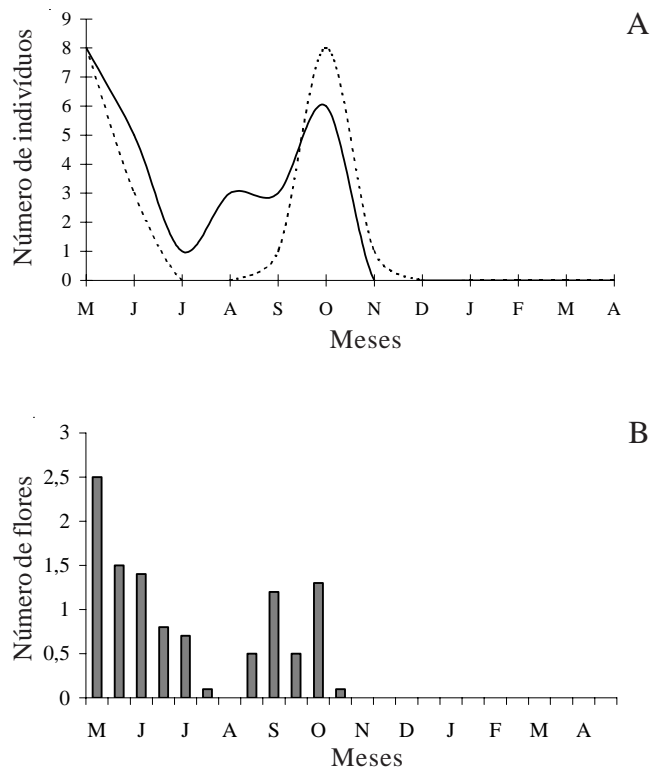 A
Número de indivíduos
9
8
7
6
5
4
3
2
1
0
M J J A S O N D J F M A
Meses
B
Número de flores
3
2,5
2
1,5
1
0,5
0
M J J A S O N D J F M A
Meses